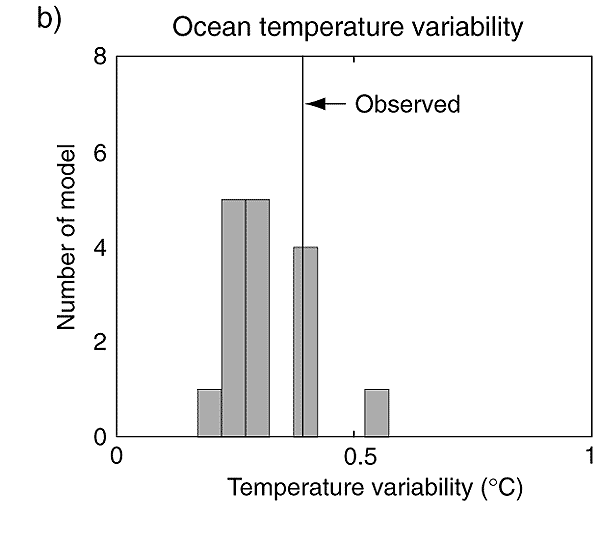 b)
Ocean temperature variability
8
6
4
2
0
Number of model
Observed
0
0.5
1
Temperature variability (°C)